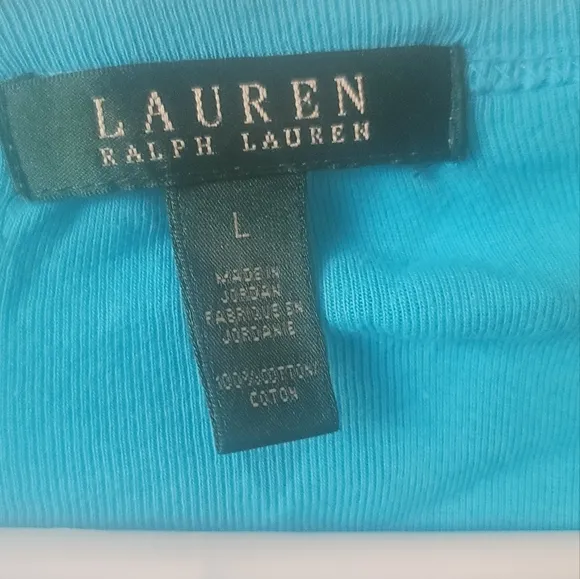 LAUREN
RALPH LAUREN
L
MADE IN
JORDAN
FABRIQUE EN
JORDANIE
100% COTTON/
COTON